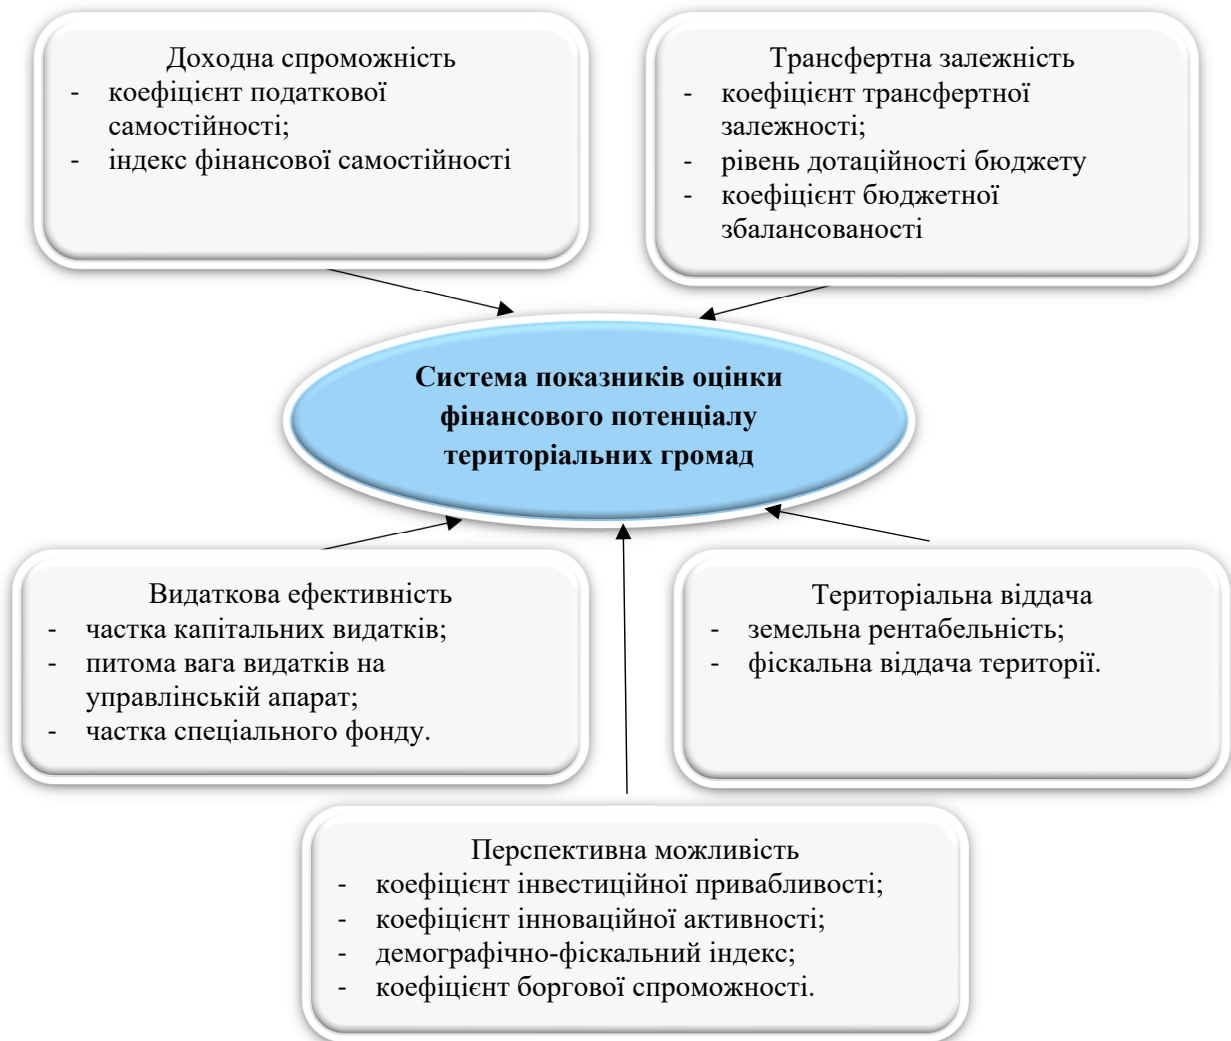 Доходна спроможність
- коефіцієнт податкової
самостійності;
- індекс фінансової самостійності
Трансфертна залежність
- коефіцієнт трансфертної
залежності;
- рівень дотаційності бюджету
- коефіцієнт бюджетної
збалансованості
Система показників оцінки
фінансового потенціалу
територіальних громад
Видаткова ефективність
- частка капітальних видатків;
- питома вага видатків на
управлінській апарат;
- частка спеціального фонду.
Територіальна віддача
- земельна рентабельність;
- фіскальна віддача території.
Перспективна можливість
- коефіцієнт інвестиційної привабливості;
- коефіцієнт інноваційної активності;
- демографічно-фіскальний індекс;
- коефіцієнт боргової спроможності.